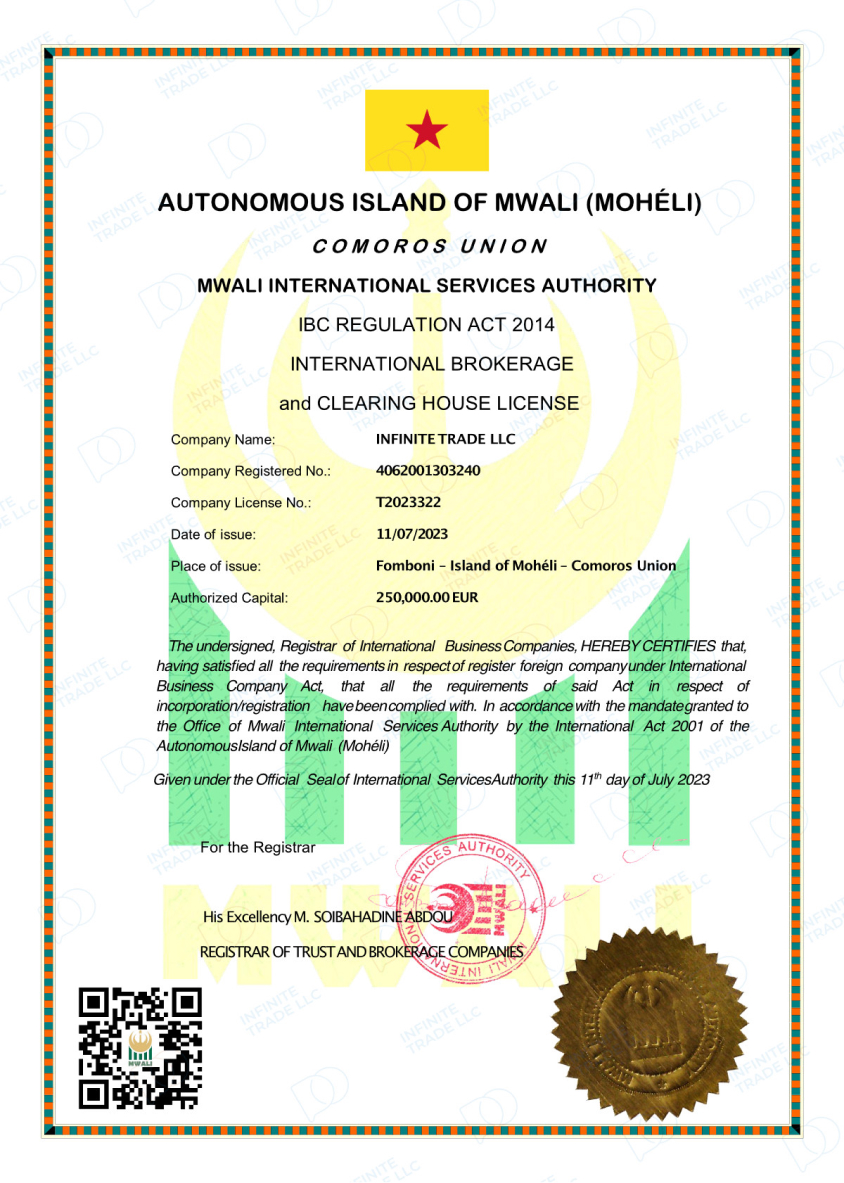 AUTONOMOUS ISLAND OF MWALI (MOHÉLI)
COMOROS UNION
MWALI INTERNATIONAL SERVICES AUTHORITY
IBC REGULATION ACT 2014
INTERNATIONAL BROKERAGE
and CLEARING HOUSE LICENSE
Company Name: INFINITE TRADE LLC
Company Registered No.: 4062001303240
Company License No.: T2023322
Date of issue: 11/07/2023
Place of issue: Fomboni – Island of Mohéli – Comoros Union
Authorized Capital: 250,000.00 EUR
The undersigned, Registrar of International Business Companies, HEREBY CERTIFIES that,
having satisfied all the requirements in respect of register foreign company under International
Business Company Act, that all the requirements of said Act in respect of
incorporation/registration have been complied with. In accordance with the mandate granted to
the Office of Mwali International Services Authority by the International Act 2001 of the
Autonomous Island of Mwali (Mohéli)
Given under the Official Seal of International Services Authority this 11th day of July 2023
For the Registrar
His Excellency M. SOIBAHADINE ABDOU
REGISTRAR OF TRUST AND BROKERAGE COMPANIES
MWALI INTERNATIONAL SERVICES AUTHORITY
MWALI
MWALI
MWALI
INFINITE TRADE LLC